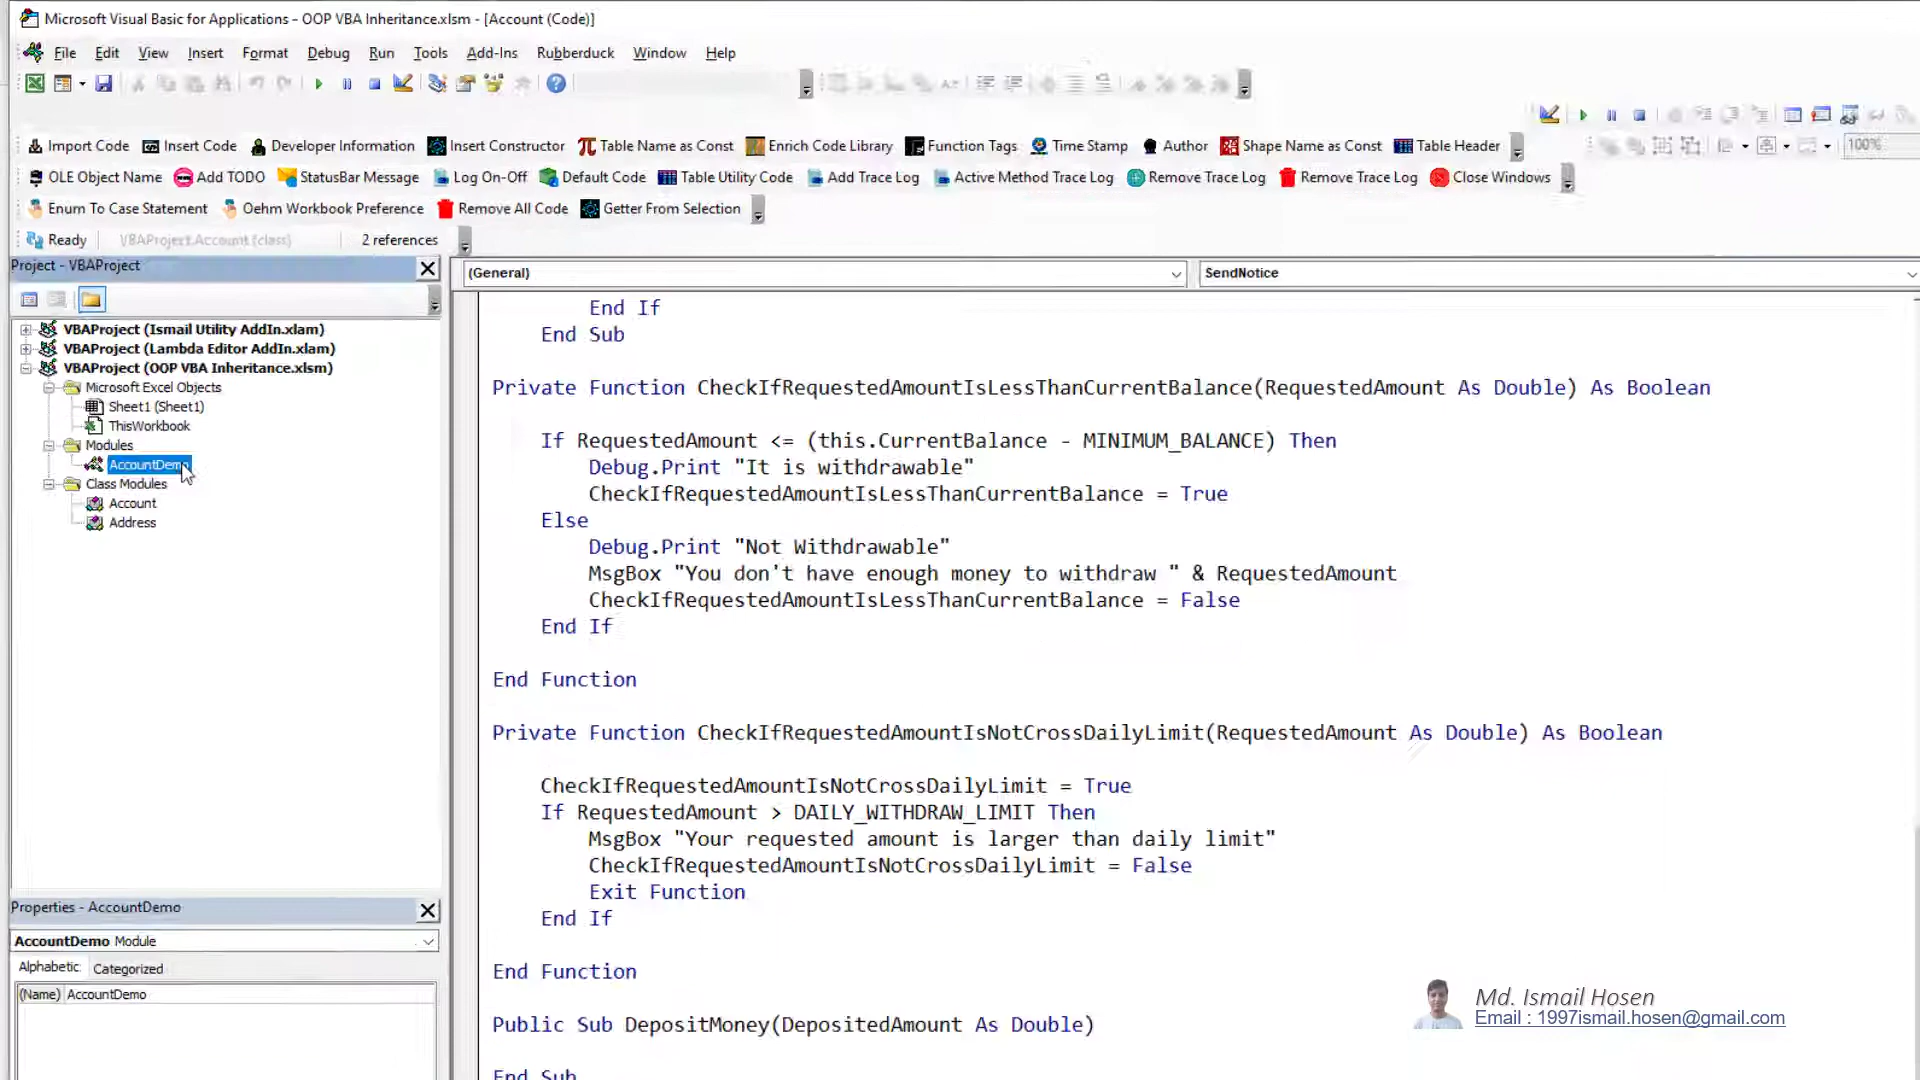 Microsoft Visual Basic for Applications - OOP VBA Inheritance.xlsm - [Account (Code)]
File Edit View Insert Format Debug Run Tools Add-Ins Rubberduck Window Help
100%
Import Code Insert Code Developer Information Insert Constructor Table Name as Const Enrich Code Library Function Tags Time Stamp Author Shape Name as Const Table Header
OLE Object Name Add TODO StatusBar Message Log On-Off Default Code Table Utility Code Add Trace Log Active Method Trace Log Remove Trace Log Remove Trace Log Close Windows
Enum To Case Statement Oehm Workbook Preference Remove All Code Getter From Selection
Ready VBAProject.Account (class) 2 references
Project - VBAProject
VBAProject (Ismail Utility AddIn.xlam)
VBAProject (Lambda Editor AddIn.xlam)
VBAProject (OOP VBA Inheritance.xlsm)
Microsoft Excel Objects
Sheet1 (Sheet1)
ThisWorkbook
Modules
AccountDemo
Class Modules
Account
Address
Properties - AccountDemo
AccountDemo Module
Alphabetic Categorized
(Name) AccountDemo
(General) SendNotice
End If
End Sub
Private Function CheckIfRequestedAmountIsLessThanCurrentBalance(RequestedAmount As Double) As Boolean
If RequestedAmount <= (this.CurrentBalance - MINIMUM_BALANCE) Then
Debug.Print "It is withdrawable"
CheckIfRequestedAmountIsLessThanCurrentBalance = True
Else
Debug.Print "Not Withdrawable"
MsgBox "You don't have enough money to withdraw " & RequestedAmount
CheckIfRequestedAmountIsLessThanCurrentBalance = False
End If
End Function
Private Function CheckIfRequestedAmountIsNotCrossDailyLimit(RequestedAmount As Double) As Boolean
CheckIfRequestedAmountIsNotCrossDailyLimit = True
If RequestedAmount > DAILY_WITHDRAW_LIMIT Then
MsgBox "Your requested amount is larger than daily limit"
CheckIfRequestedAmountIsNotCrossDailyLimit = False
Exit Function
End If
End Function
Public Sub DepositMoney(DepositedAmount As Double)
End Sub
Md. Ismail Hosen
Email : 1997ismail.hosen@gmail.com